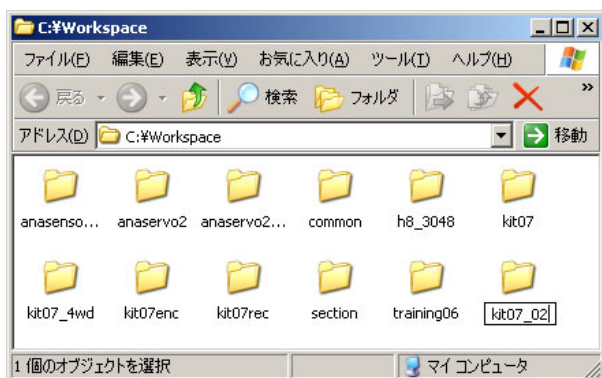 C:¥Workspace
ファイル(F) 編集(E) 表示(V) お気に入り(A) ツール(T) ヘルプ(H)
戻る 検索 フォルダ »
アドレス(D) C:¥Workspace 移動
anasenso... anaservo2 anaservo2... common h8_3048 kit07
kit07_4wd kit07enc kit07rec section training06 kit07_02
1 個のオブジェクトを選択 マイ コンピュータ